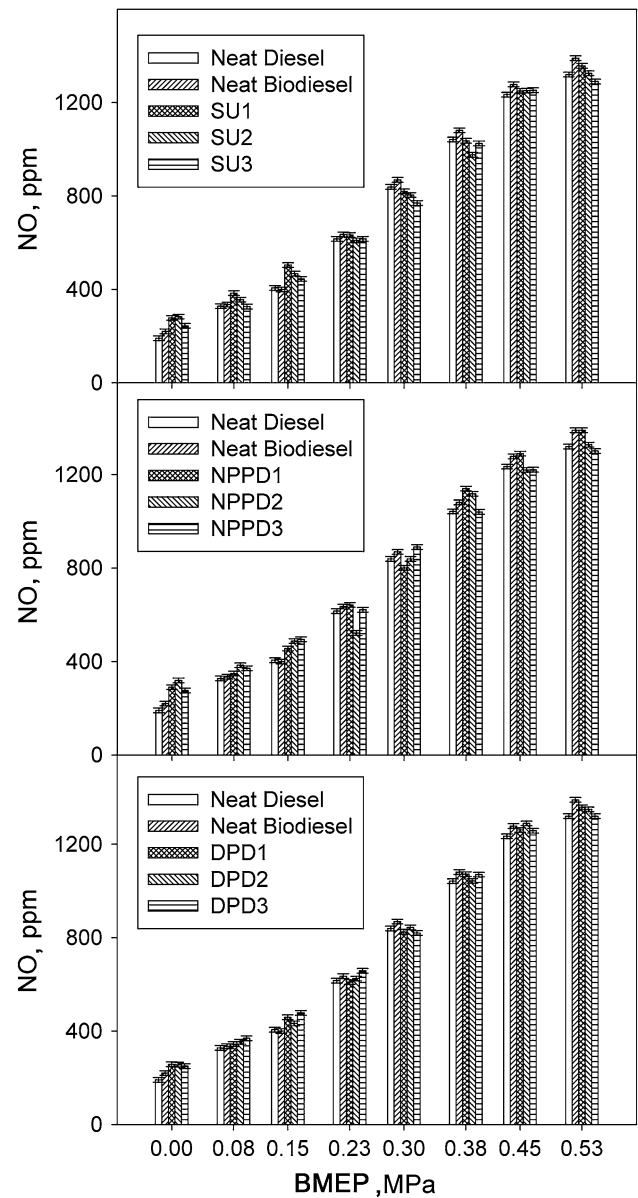 NO, ppm
1200
800
400
0
Neat Diesel
Neat Biodiesel
SU1
SU2
SU3
NO, ppm
1200
800
400
0
Neat Diesel
Neat Biodiesel
NPPD1
NPPD2
NPPD3
NO, ppm
1200
800
400
0
Neat Diesel
Neat Biodiesel
DPD1
DPD2
DPD3
0.00 0.08 0.15 0.23 0.30 0.38 0.45 0.53
BMEP ,MPa